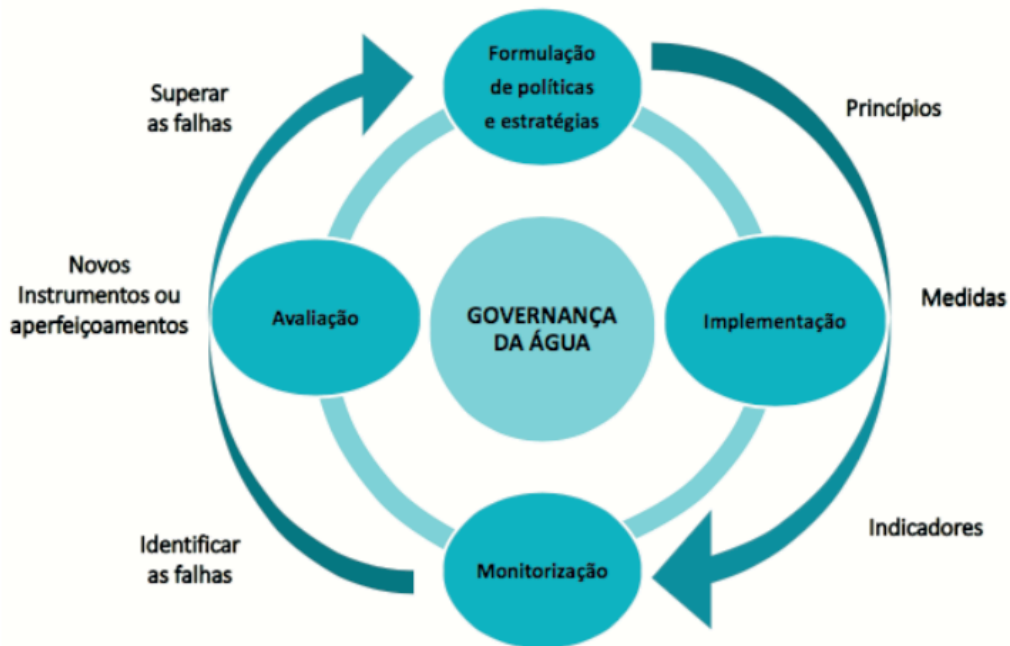 Formulação
de políticas
e estratégias
Superar
as falhas
Princípios
Novos
Instrumentos ou
aperfeiçoamentos
Avaliação
GOVERNANÇA
DA ÁGUA
Implementação
Medidas
Identificar
as falhas
Monitorização
Indicadores